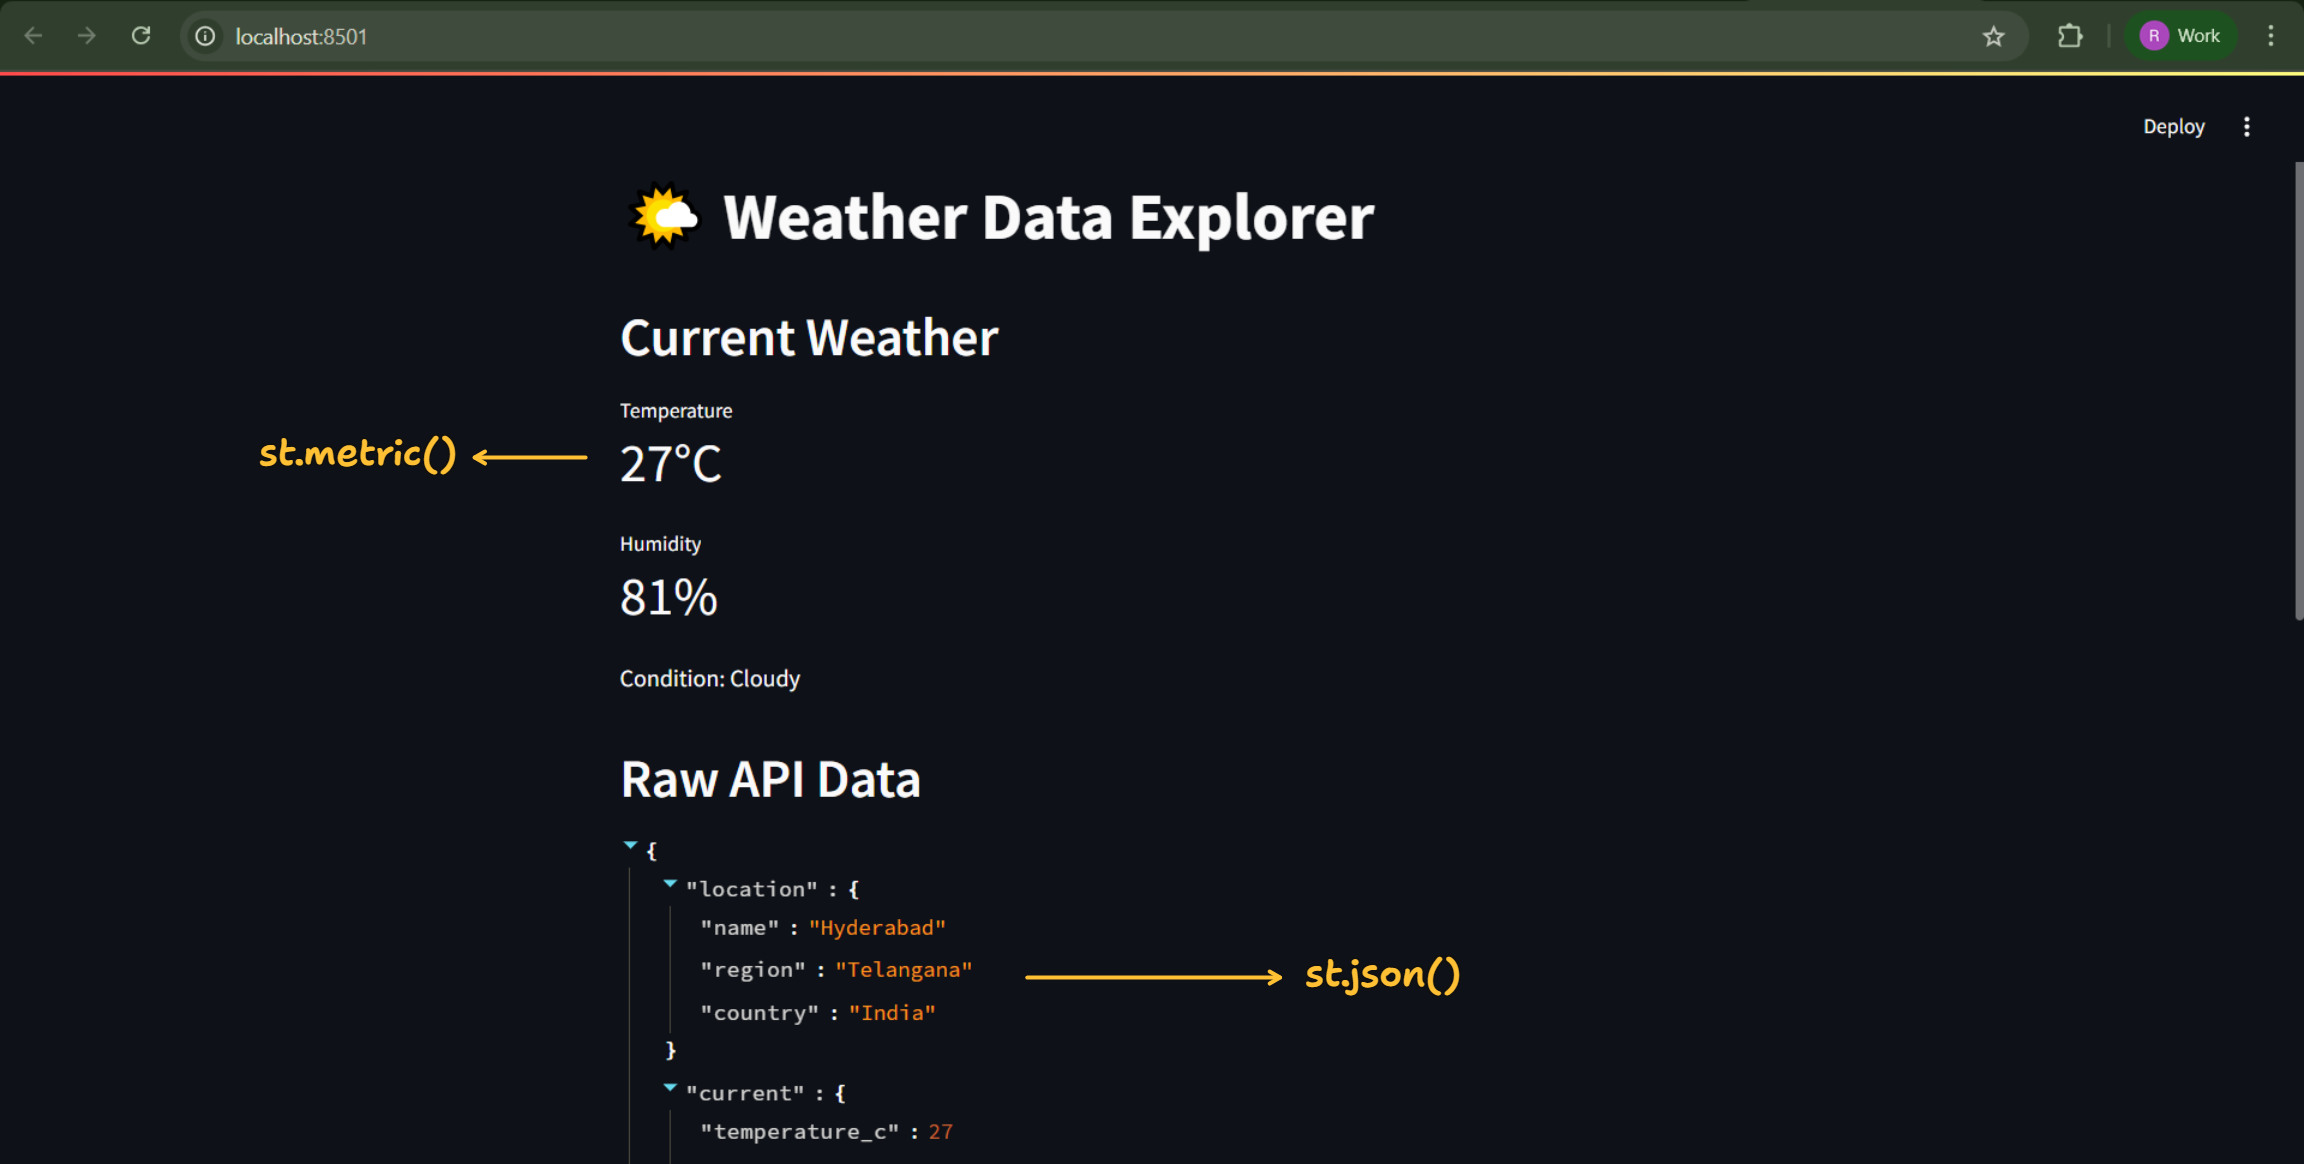 localhost:8501
R Work
Deploy
Weather Data Explorer
Current Weather
Temperature
st.metric()
27°C
Humidity
81%
Condition: Cloudy
Raw API Data
{
"location" : {
"name" : "Hyderabad"
"region" : "Telangana"
st.json()
"country" : "India"
}
"current" : {
"temperature_c" : 27